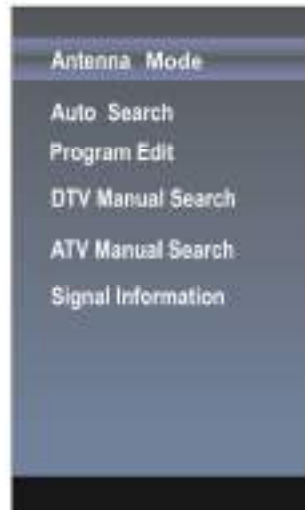 Antenna Mode
Auto Search
Program Edit
DTV Manual Search
ATV Manual Search
Signal Information